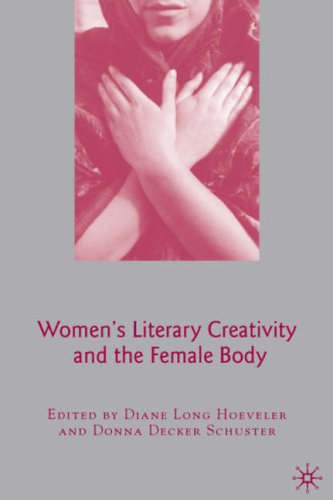 Women's Literary Creativity
and the Female Body
Edited by Diane Long Hoeveler
and Donna Decker Schuster